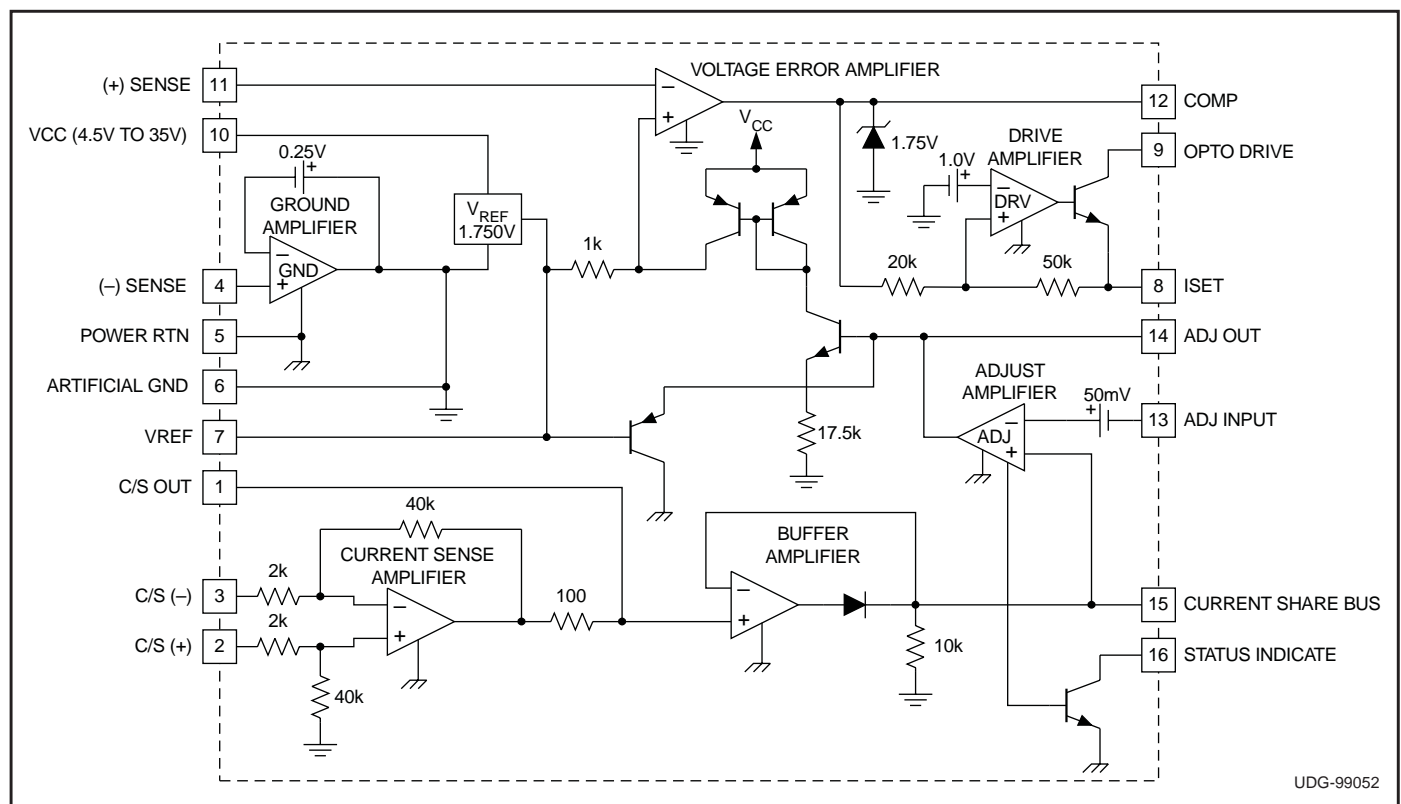 (+) SENSE
11
VOLTAGE ERROR AMPLIFIER
−
+
12
COMP
VCC (4.5V TO 35V)
10
VCC
1.75V
DRIVE
AMPLIFIER
9
OPTO DRIVE
0.25V
+
GROUND
AMPLIFIER
VREF
1.750V
1.0V
+
−
DRV
+
−
GND
+
1k
20k
50k
(–) SENSE
4
8
ISET
POWER RTN
5
14
ADJ OUT
ARTIFICIAL GND
6
ADJUST
AMPLIFIER
50mV
+
−
ADJ
+
13
ADJ INPUT
VREF
7
17.5k
C/S OUT
1
40k
CURRENT SENSE
AMPLIFIER
BUFFER
AMPLIFIER
C/S (–)
3
2k
−
+
100
−
+
15
CURRENT SHARE BUS
C/S (+)
2
2k
10k
16
STATUS INDICATE
40k
UDG-99052